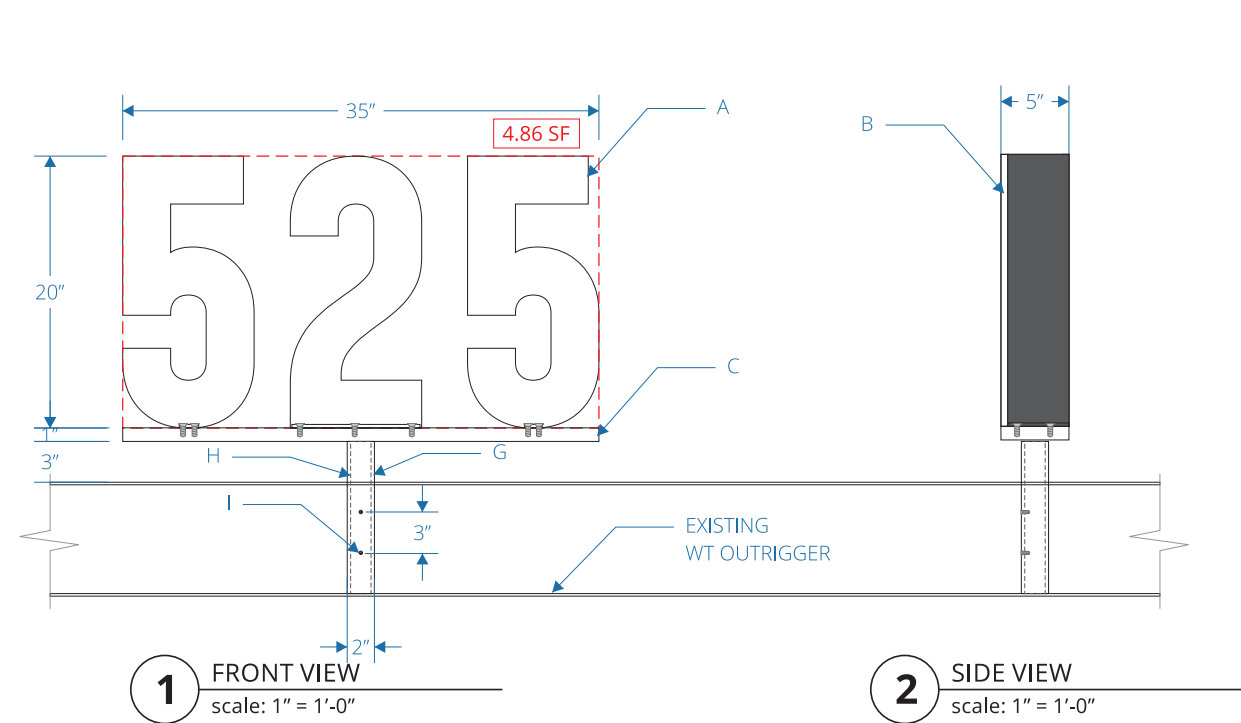 35”
4.86 SF
A
5”
B
525
20”
C
1”
3”
H
G
I
3”
EXISTING
WT OUTRIGGER
2”
1
FRONT VIEW
scale: 1” = 1’-0”
2
SIDE VIEW
scale: 1” = 1’-0”